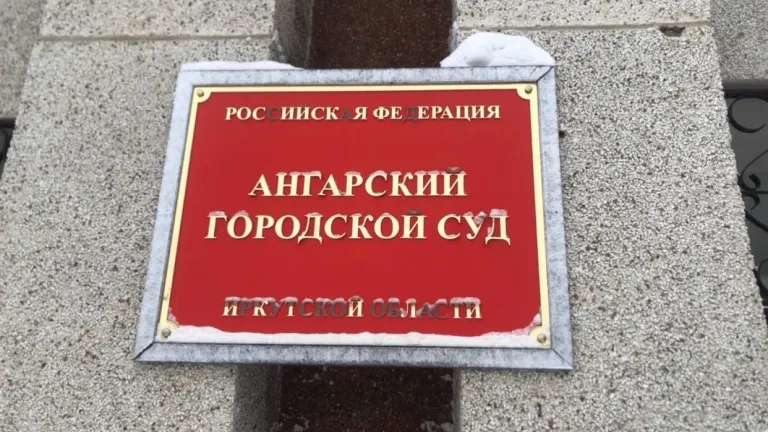 РОССИЙСКАЯ ФЕДЕРАЦИЯ
АНГАРСКИЙ
ГОРОДСКОЙ СУД
ИРКУТСКОЙ ОБЛАСТИ